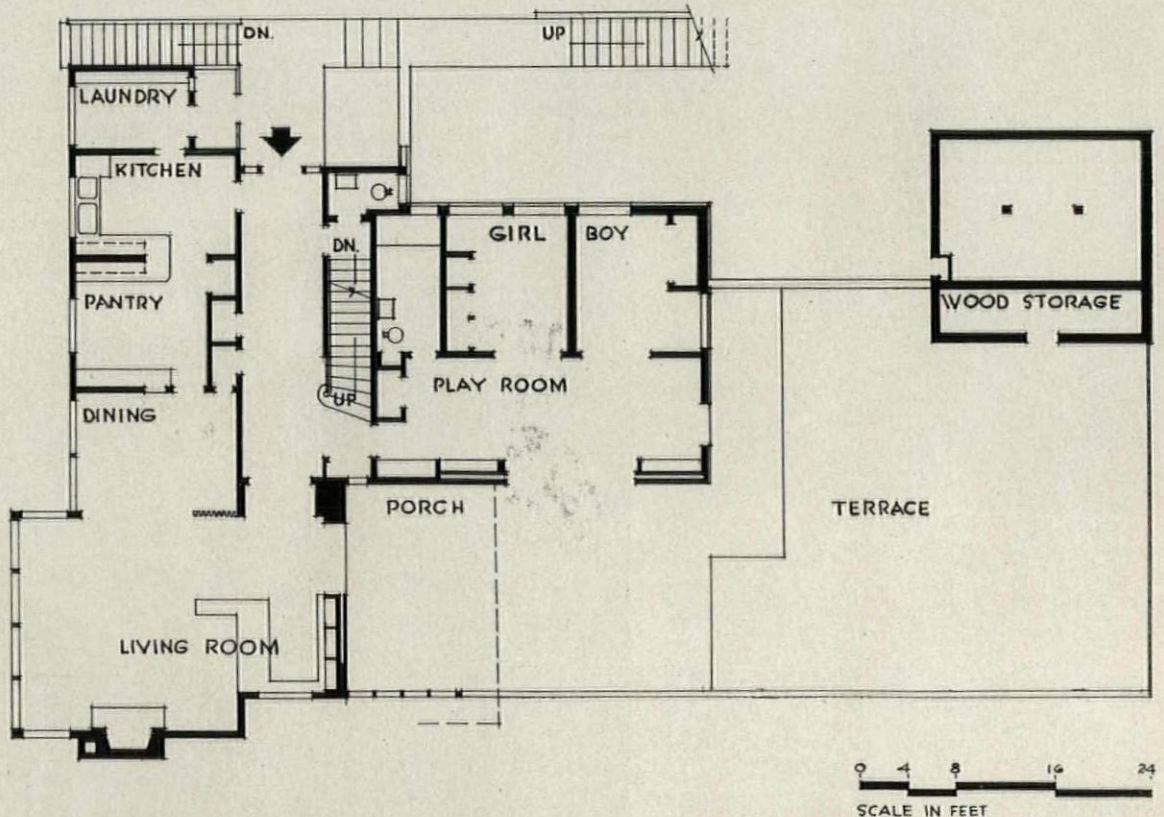 DN.
UP
LAUNDRY
KITCHEN
GIRL
BOY
DN.
PANTRY
WOOD STORAGE
PLAY ROOM
UP
DINING
PORCH
TERRACE
LIVING ROOM
0 4 8 16 24
SCALE IN FEET